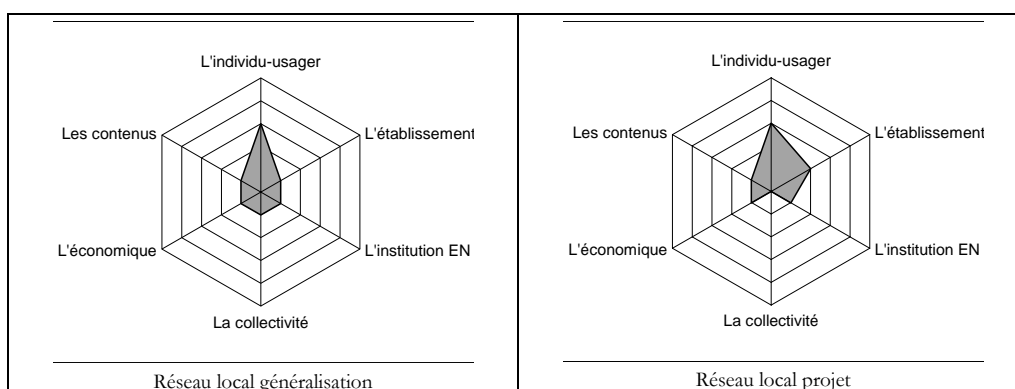 L'individu-usager
Les contenus
L'établissement
L'économique
L'institution EN
La collectivité
Réseau local généralisation
L'individu-usager
Les contenus
L'établissement
L'économique
L'institution EN
La collectivité
Réseau local projet